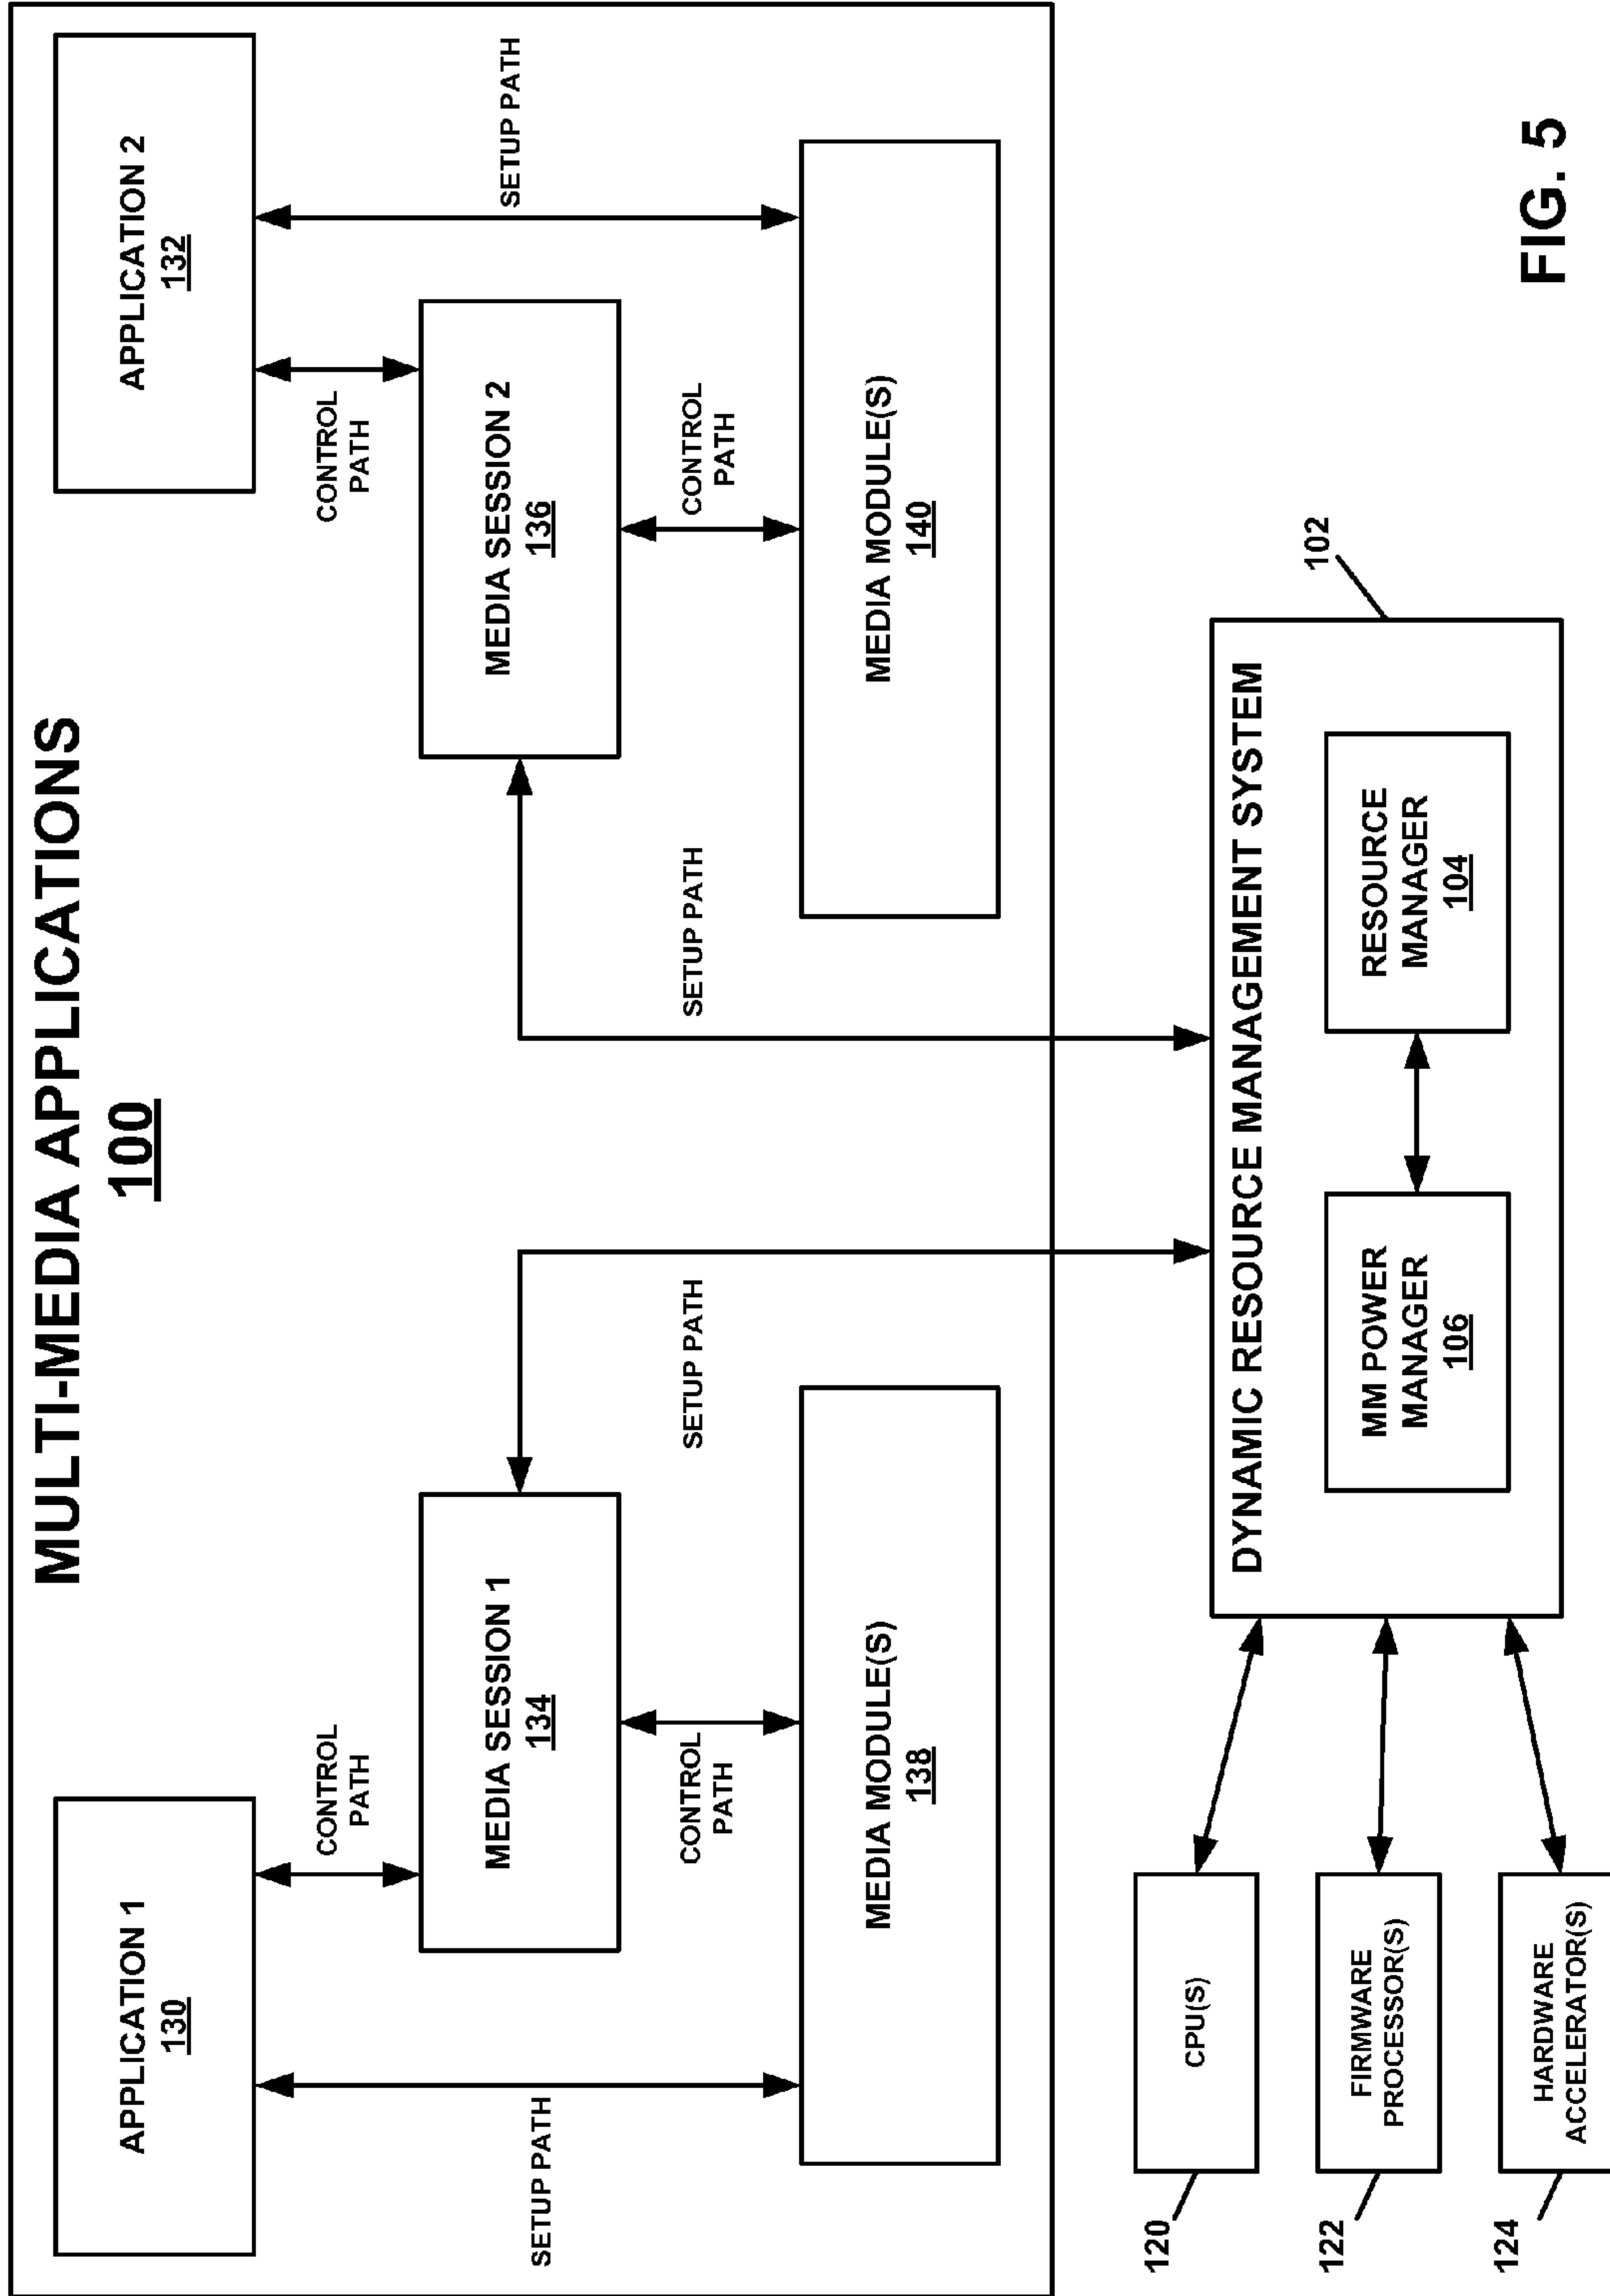 MULTI-MEDIA APPLICATIONS
100
APPLICATION 1
130
APPLICATION 2
132
CONTROL
PATH
CONTROL
PATH
SETUP PATH
SETUP PATH
MEDIA SESSION 1
134
MEDIA SESSION 2
136
CONTROL
PATH
SETUP PATH
SETUP PATH
CONTROL
PATH
MEDIA MODULE(S)
138
MEDIA MODULE(S)
140
120
CPU(S)
122
FIRMWARE
PROCESSOR(S)
124
HARDWARE
ACCELERATOR(S)
102
DYNAMIC RESOURCE MANAGEMENT SYSTEM
MM POWER
MANAGER
106
RESOURCE
MANAGER
104
FIG. 5